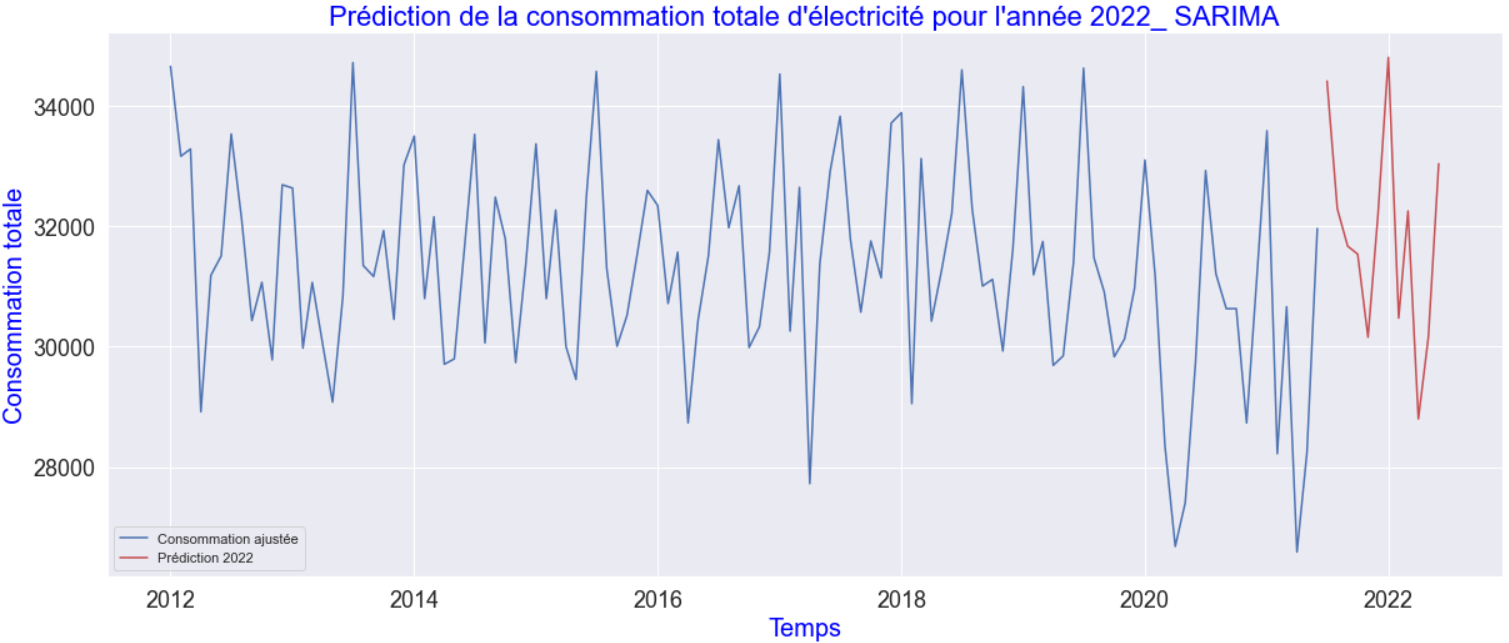 Prédiction de la consommation totale d'électricité pour l'année 2022_ SARIMA
Consommation totale
34000
32000
30000
28000
Consommation ajustée
Prédiction 2022
2012 2014 2016 2018 2020 2022
Temps